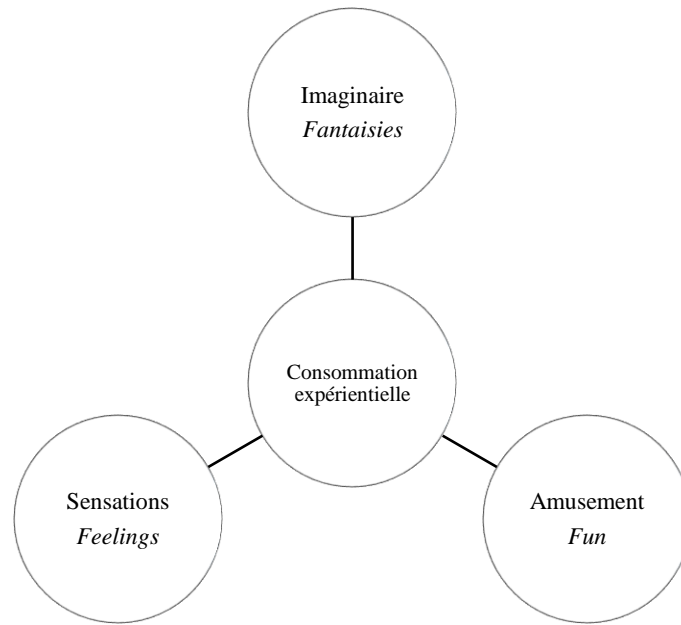 Imaginaire
Fantaisies
Consommation
expérientielle
Sensations
Feelings
Amusement
Fun